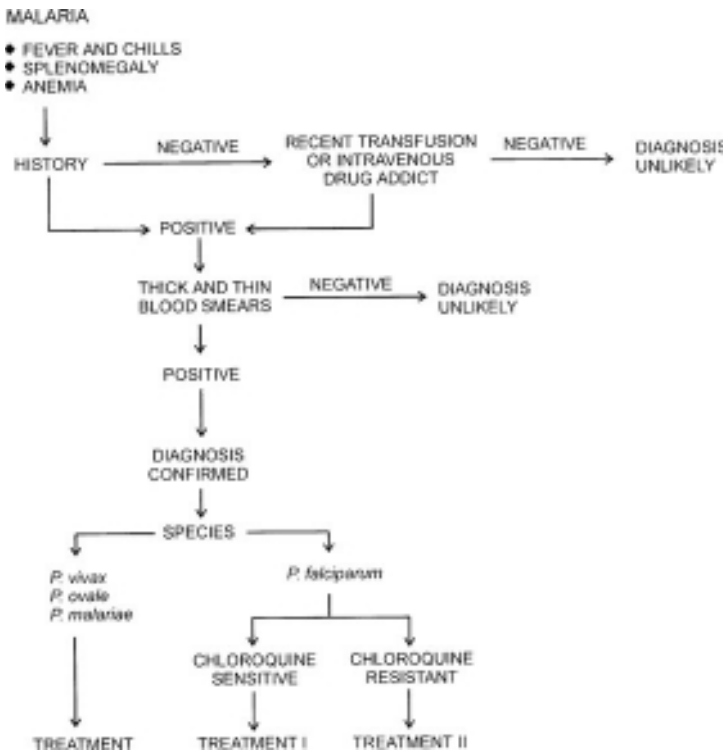 MALARIA
◆ FEVER AND CHILLS
◆ SPLENOMEGALY
◆ ANEMIA
HISTORY
NEGATIVE
RECENT TRANSFUSION
OR INTRAVENOUS
DRUG ADDICT
NEGATIVE
DIAGNOSIS
UNLIKELY
POSITIVE
THICK AND THIN
BLOOD SMEARS
NEGATIVE
DIAGNOSIS
UNLIKELY
POSITIVE
DIAGNOSIS
CONFIRMED
SPECIES
P. vivax
P. ovale
P. malariae
P. falciparum
CHLOROQUINE
SENSITIVE
CHLOROQUINE
RESISTANT
TREATMENT
TREATMENT I
TREATMENT II